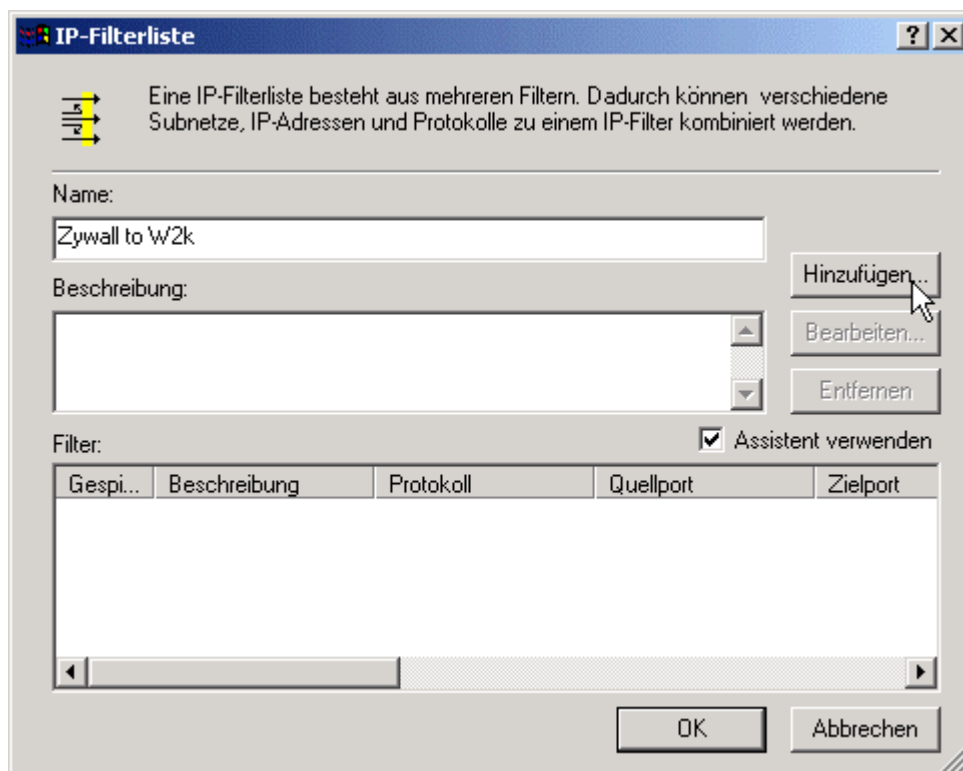 IP-Filterliste
Eine IP-Filterliste besteht aus mehreren Filtern. Dadurch können verschiedene
Subnetze, IP-Adressen und Protokolle zu einem IP-Filter kombiniert werden.
Name:
Zywall to W2k
Hinzufügen...
Beschreibung:
Bearbeiten...
Entfernen
Filter:
Assistent verwenden
Gespi... Beschreibung Protokoll Quellport Zielport
OK Abbrechen